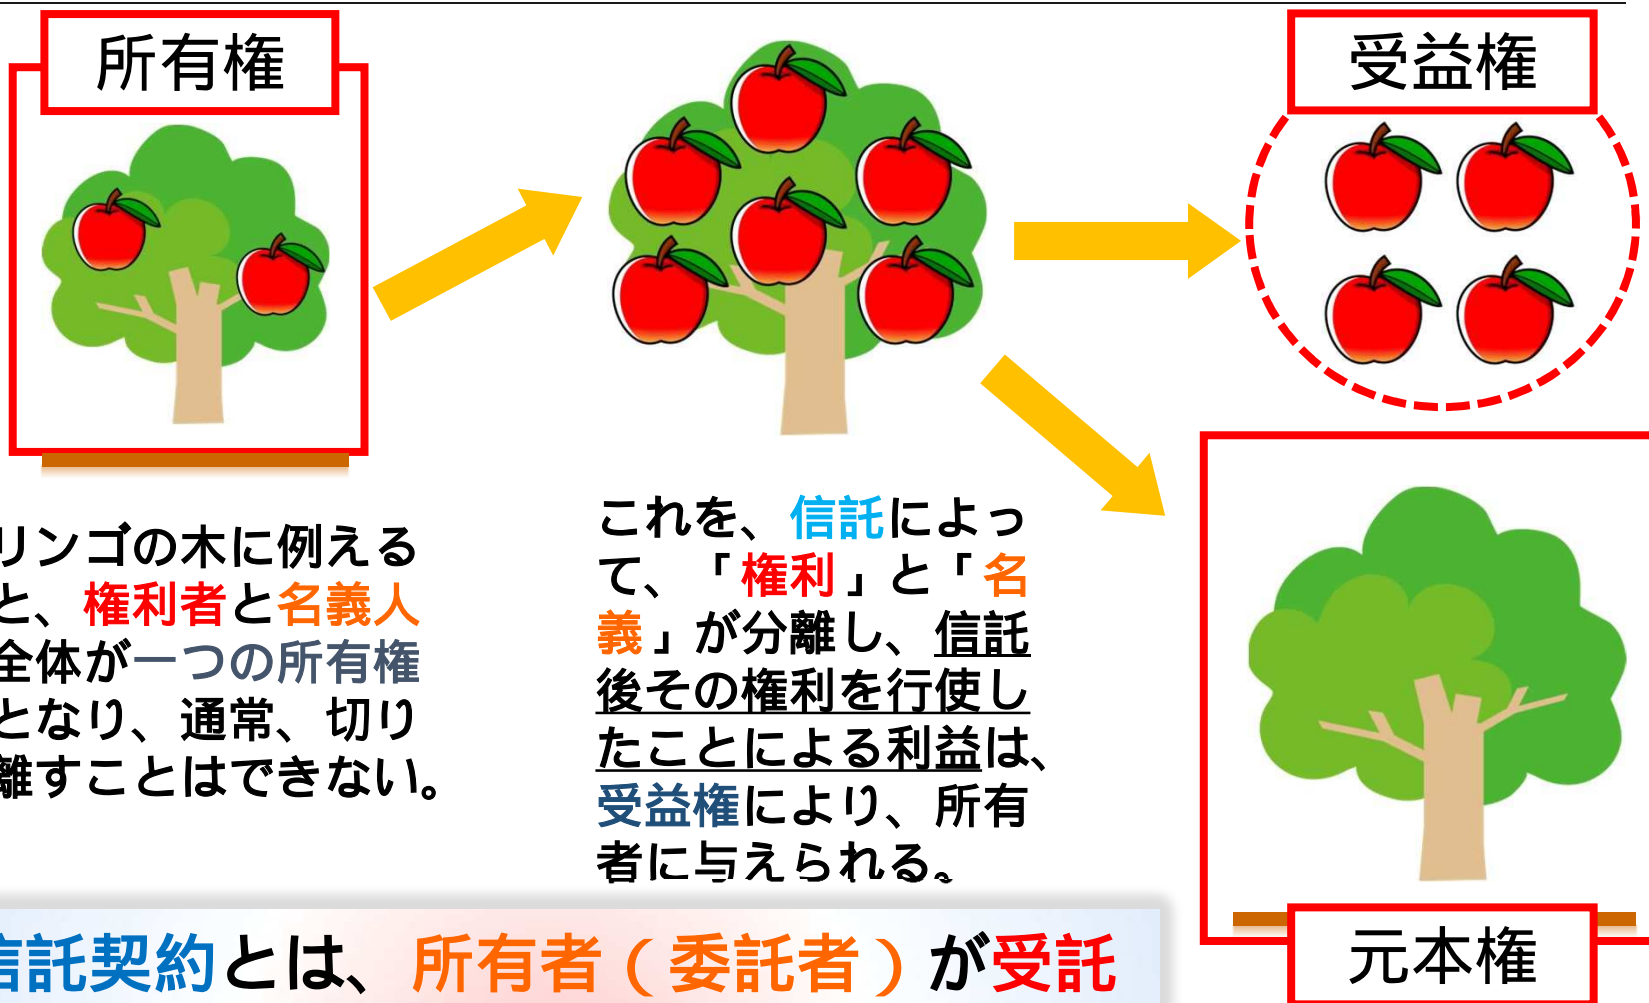 所有権
受益権
リンゴの木に例える
と、権利者と名義人
全体が一つの所有権
となり、通常、切り
離すことはできない。
これを、信託によっ
て、「権利」と「名
義」が分離し、信託
後その権利を行使し
たことによる利益は、
受益権により、所有
者に与えられる。
元本権
信託契約とは、所有者（委託者）が受託